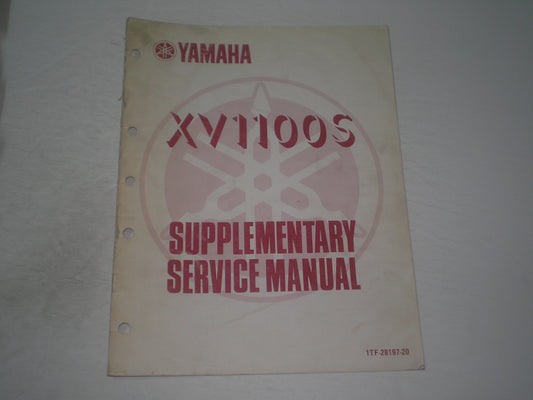 YAMAHA
XV1100S
SUPPLEMENTARY
SERVICE MANUAL
1TF-28197-20